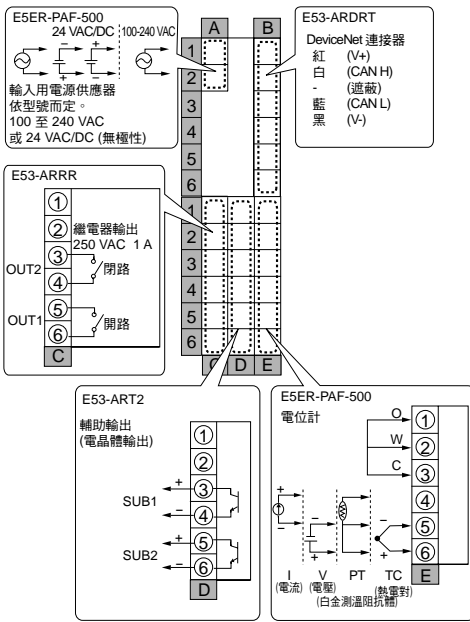 E5ER-PAF-500
24 VAC/DC
100-240 VAC
輸入用電源供應器
依型號而定。
100 至 240 VAC
或 24 VAC/DC (無極性)
A
B
1
2
3
4
5
6
1
2
3
4
5
6
C D E
E53-ARDRT
DeviceNet 連接器
紅 (V+)
白 (CAN H)
- (遮蔽)
藍 (CAN L)
黑 (V-)
E53-ARRR
①
②
③
④
⑤
⑥
C
繼電器輸出
250 VAC 1 A
OUT2
閉路
OUT1
開路
E53-ART2
輔助輸出
(電晶體輸出)
①
②
③
④
⑤
⑥
D
SUB1
+
−
SUB2
+
−
E5ER-PAF-500
電位計
O
W
C
①
②
③
④
⑤
⑥
E
I V PT TC
(電流) (電壓) (熱電對)
(白金測溫阻抗體)